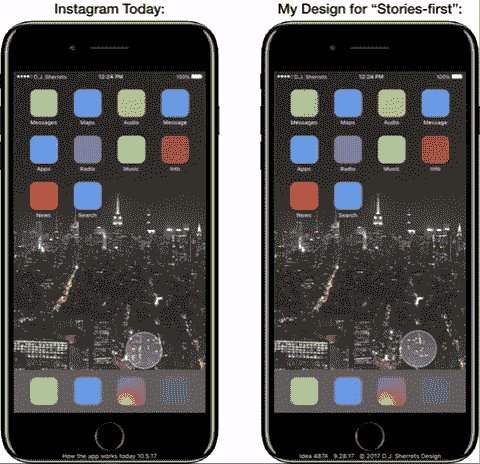 Instagram Today:
●●●●○ D.J. Sherrets 12:24 PM 100%
Messages Maps Audio Message
Apps Radio Music Info
News Search
How the app works today 10.5.17
My Design for “Stories-first”:
●●●●○ D.J. Sherrets 12:24 PM 100%
Messages Maps Audio Message
Apps Radio Music Info
News Search
Idea 487A 9.28.17 © 2017 D.J. Sherrets Design